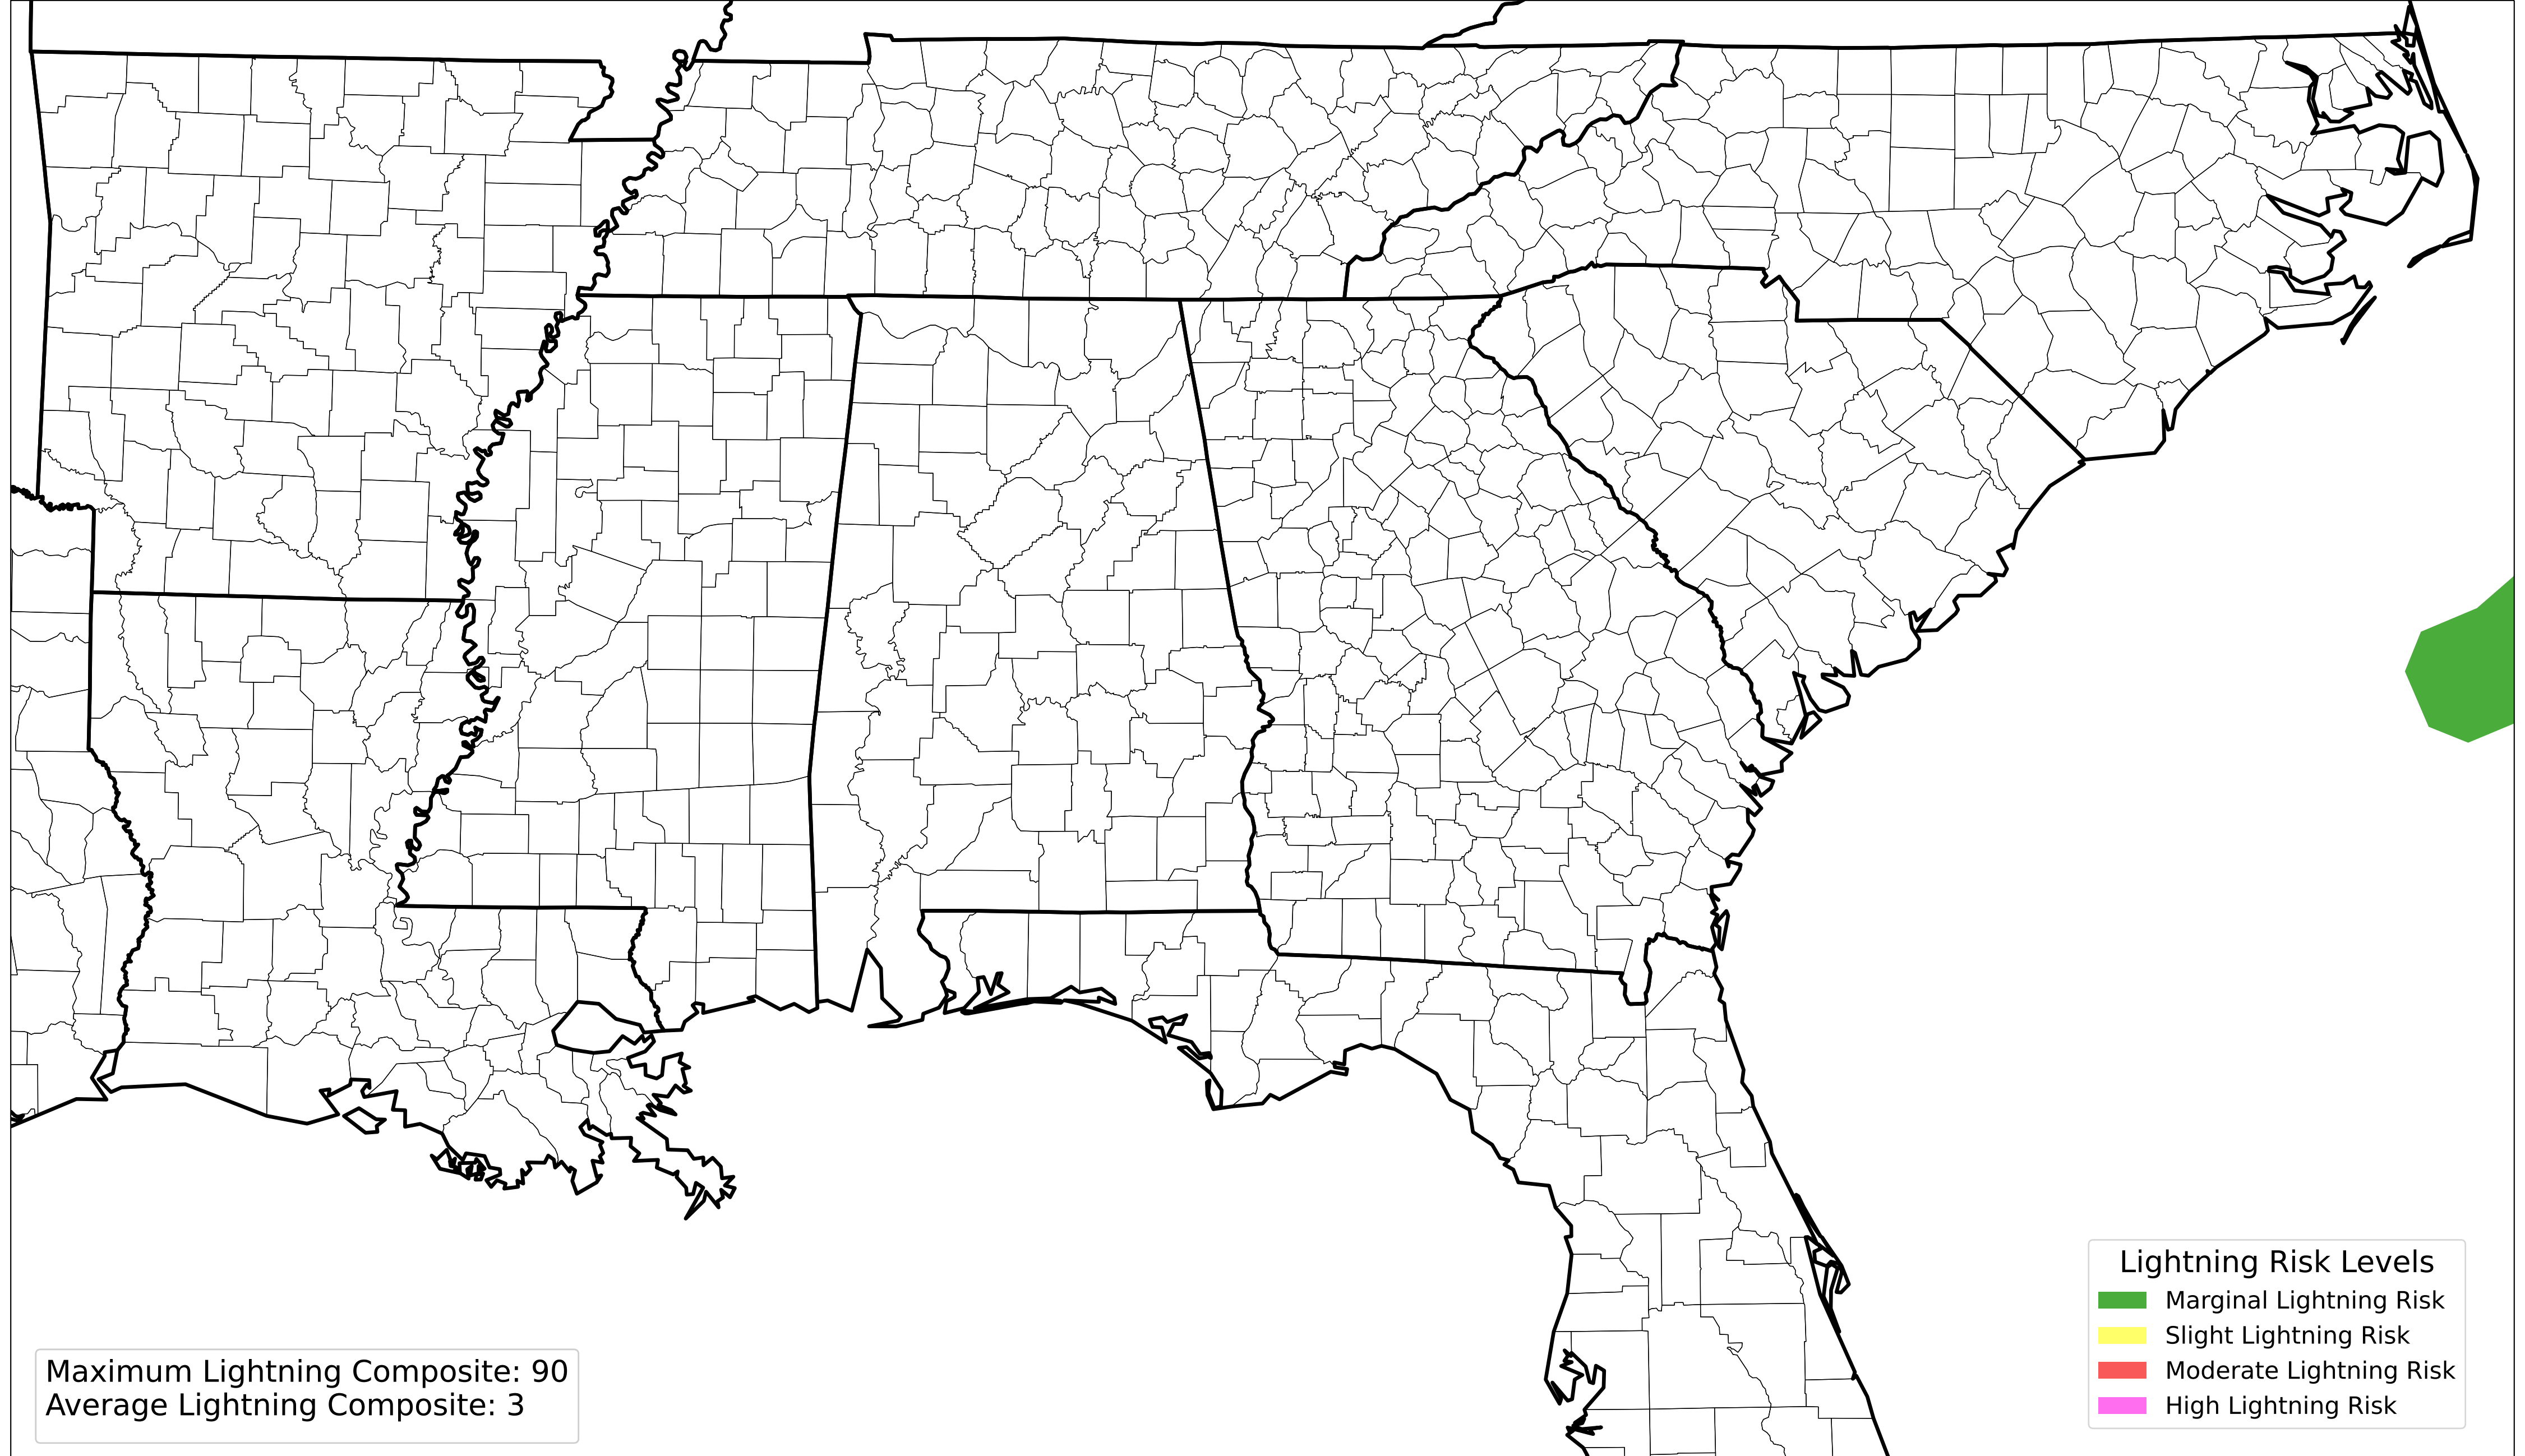 Maximum Lightning Composite: 90
Average Lightning Composite: 3
Lightning Risk Levels
Marginal Lightning Risk
Slight Lightning Risk
Moderate Lightning Risk
High Lightning Risk